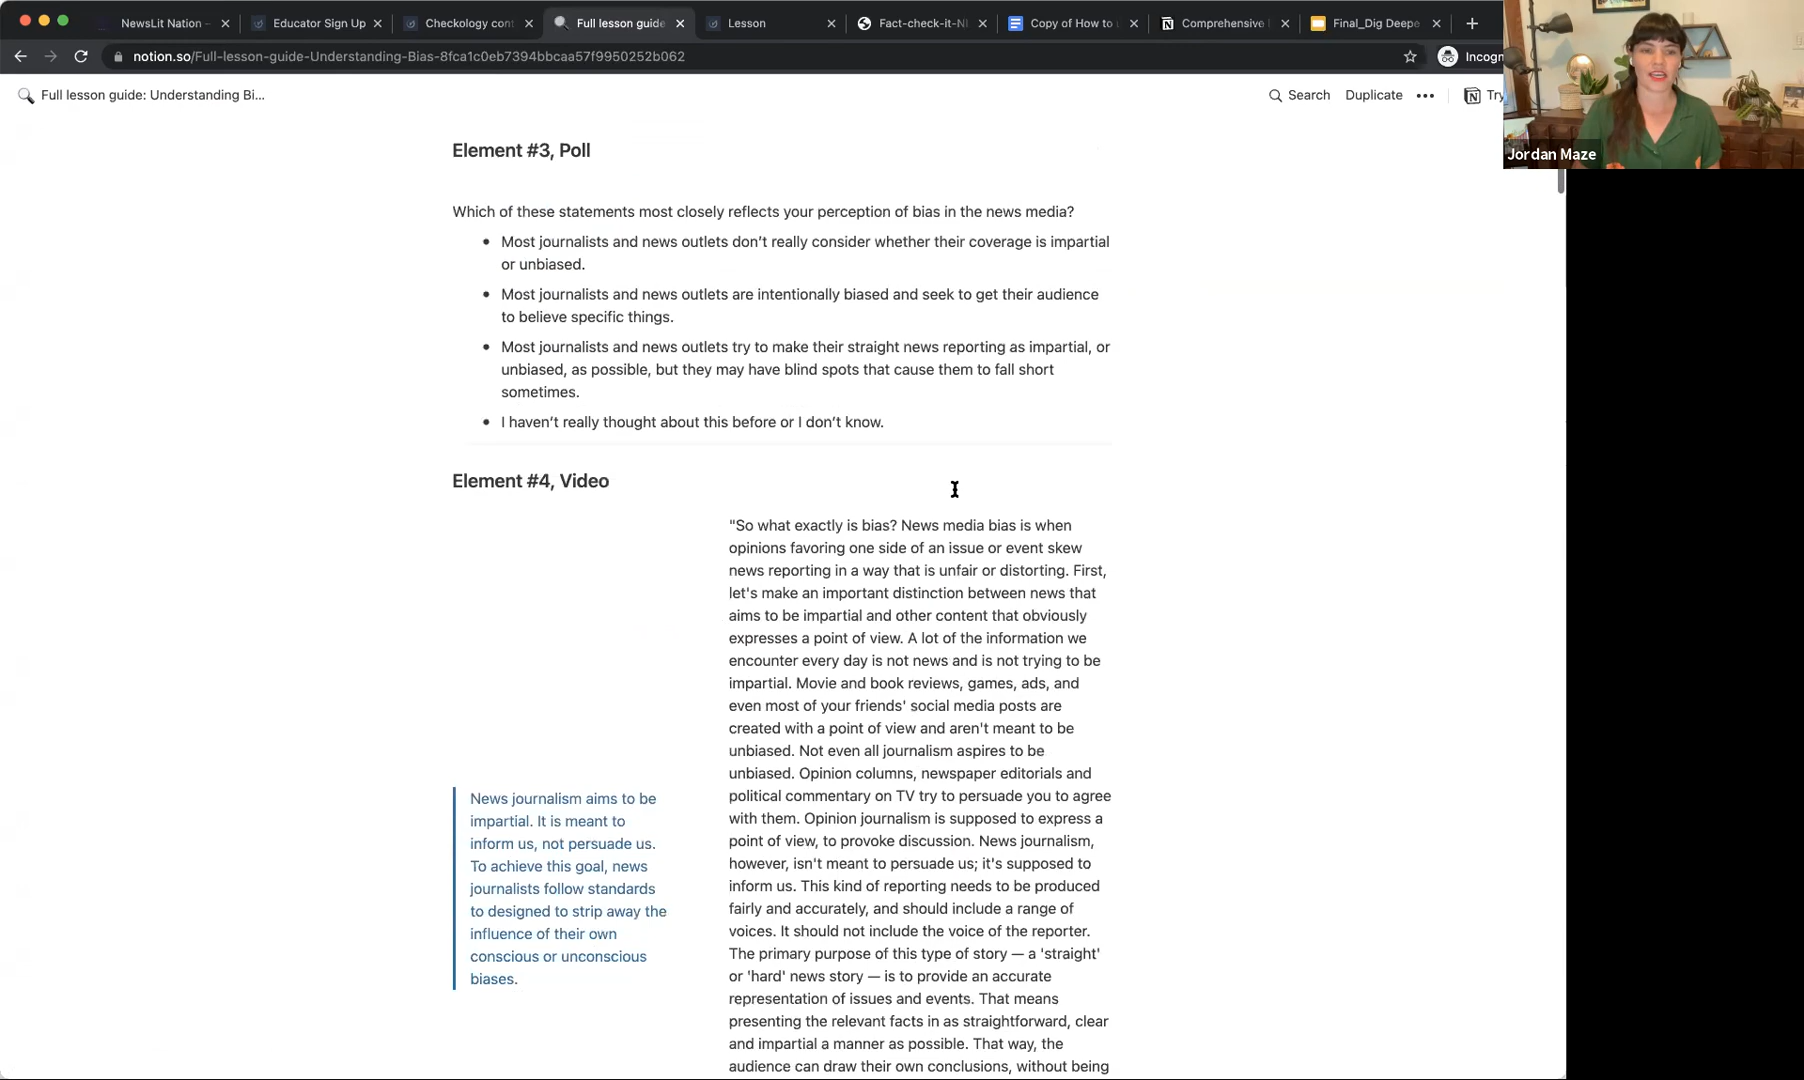 NewsLit Nation –
Educator Sign Up
Checkology con
Full lesson guide
Lesson
Fact-check-it-N
Copy of How to
Comprehensive
Final_Dig Deepe
notion.so/Full-lesson-guide-Understanding-Bias-8fca1c0eb7394bbcaa57f9950252b062
Incogn
Full lesson guide: Understanding Bi...
Search
Duplicate
Try
Jordan Maze
Element #3, Poll
Which of these statements most closely reflects your perception of bias in the news media?
• Most journalists and news outlets don’t really consider whether their coverage is impartial
or unbiased.
• Most journalists and news outlets are intentionally biased and seek to get their audience
to believe specific things.
• Most journalists and news outlets try to make their straight news reporting as impartial, or
unbiased, as possible, but they may have blind spots that cause them to fall short
sometimes.
• I haven’t really thought about this before or I don’t know.
Element #4, Video
News journalism aims to be
impartial. It is meant to
inform us, not persuade us.
To achieve this goal, news
journalists follow standards
to designed to strip away the
influence of their own
conscious or unconscious
biases.
"So what exactly is bias? News media bias is when
opinions favoring one side of an issue or event skew
news reporting in a way that is unfair or distorting. First,
let's make an important distinction between news that
aims to be impartial and other content that obviously
expresses a point of view. A lot of the information we
encounter every day is not news and is not trying to be
impartial. Movie and book reviews, games, ads, and
even most of your friends' social media posts are
created with a point of view and aren't meant to be
unbiased. Not even all journalism aspires to be
unbiased. Opinion columns, newspaper editorials and
political commentary on TV try to persuade you to agree
with them. Opinion journalism is supposed to express a
point of view, to provoke discussion. News journalism,
however, isn't meant to persuade us; it's supposed to
inform us. This kind of reporting needs to be produced
fairly and accurately, and should include a range of
voices. It should not include the voice of the reporter.
The primary purpose of this type of story — a 'straight'
or 'hard' news story — is to provide an accurate
representation of issues and events. That means
presenting the relevant facts in as straightforward, clear
and impartial a manner as possible. That way, the
audience can draw their own conclusions, without being